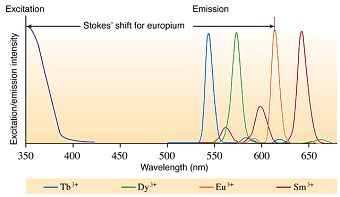 Excitation
Emission
Stokes' shift for europium
Excitation/emission intensity
350 400 450 500 550 600 650
Wavelength (nm)
Tb3+ Dy3+ Eu3+ Sm3+